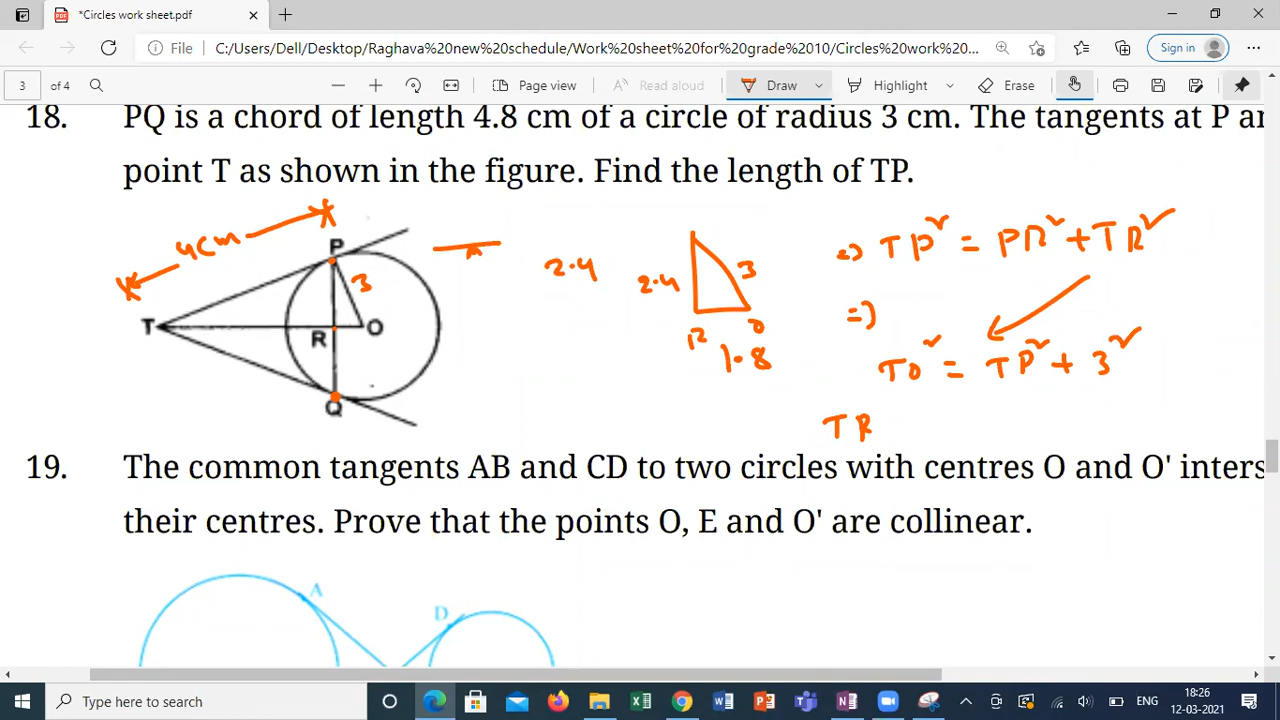 *Circles work sheet.pdf
File C:/Users/Dell/Desktop/Raghava%20new%20schedule/Work%20sheet%20for%20grade%2010/Circles%20work%20... Sign in
3 of 4 Page view Read aloud Draw Highlight Erase
18. PQ is a chord of length 4.8 cm of a circle of radius 3 cm. The tangents at P
point T as shown in the figure. Find the length of TP.
4cm
P
3
T
R
O
Q
2.4
2.4
3
R
O
1.8
=> TP² = PR² + TR²
=>
TO² = TP² + 3²
TR
19. The common tangents AB and CD to two circles with centres O and O' inters
their centres. Prove that the points O, E and O' are collinear.
A
D
Type here to search
ENG
18:26
12-03-2021